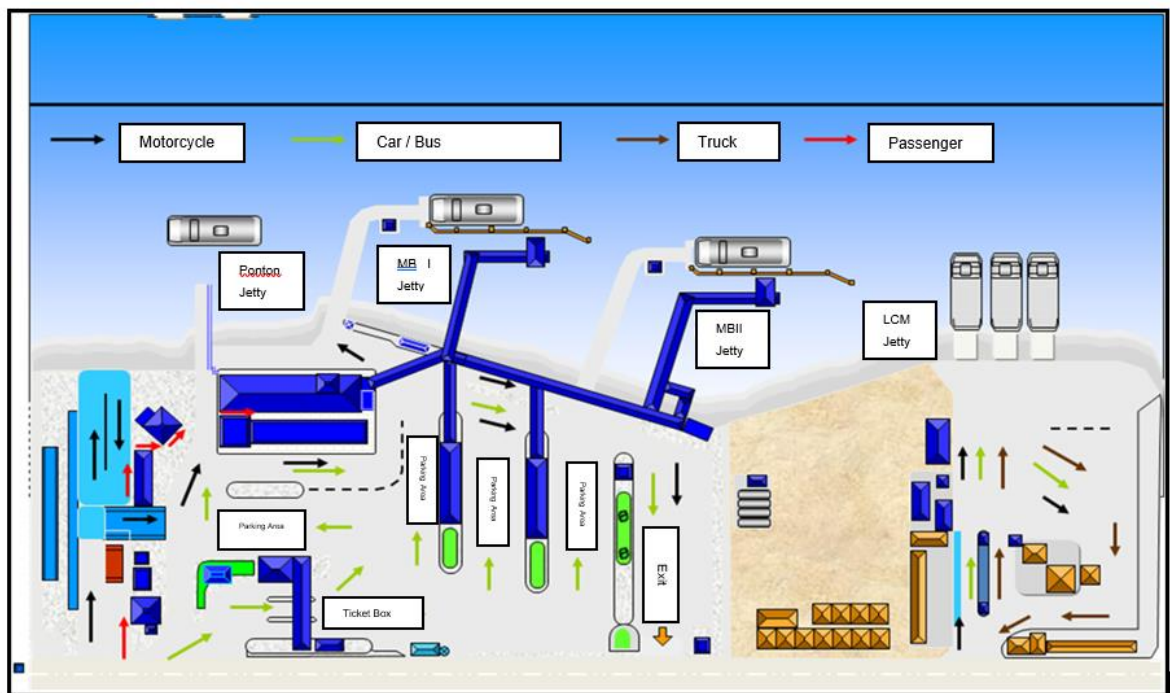 Motorcycle
Car / Bus
Truck
Passenger
Ponton
Jetty
MB I
Jetty
MBII
Jetty
LCM
Jetty
Parking Area
Parking Area
Parking Area
Parking Area
Exit
Ticket Box